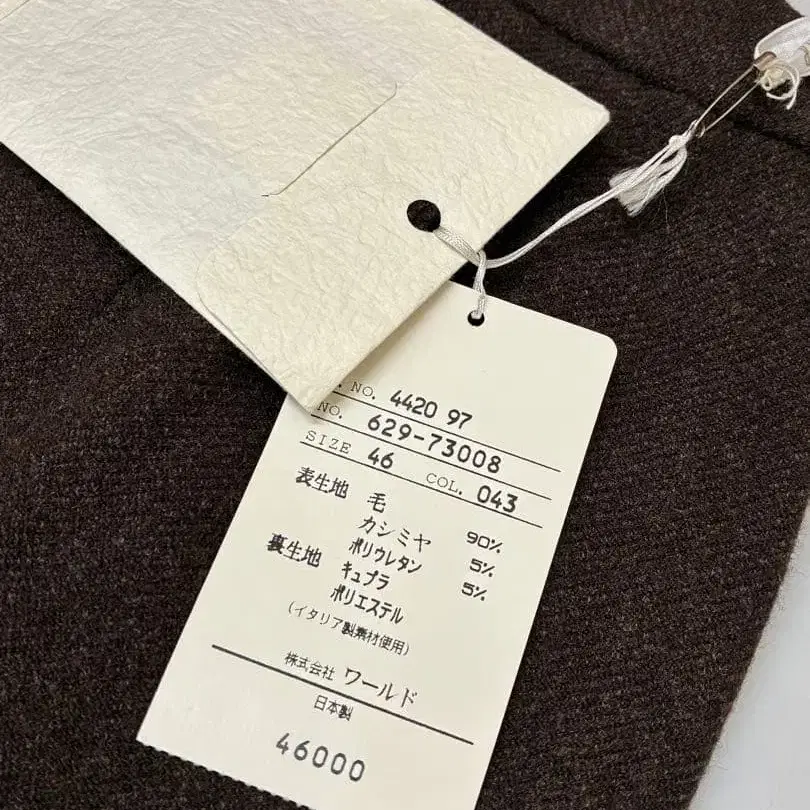 . NO. 4420 97
NO. 629-73008
SIZE 46 COL. 043
表生地 毛 90%
カシミヤ 5%
ポリウレタン 5%
裏生地 キュプラ
ポリエステル
(イタリア製素材使用)
株式会社 ワールド
日本製
46000